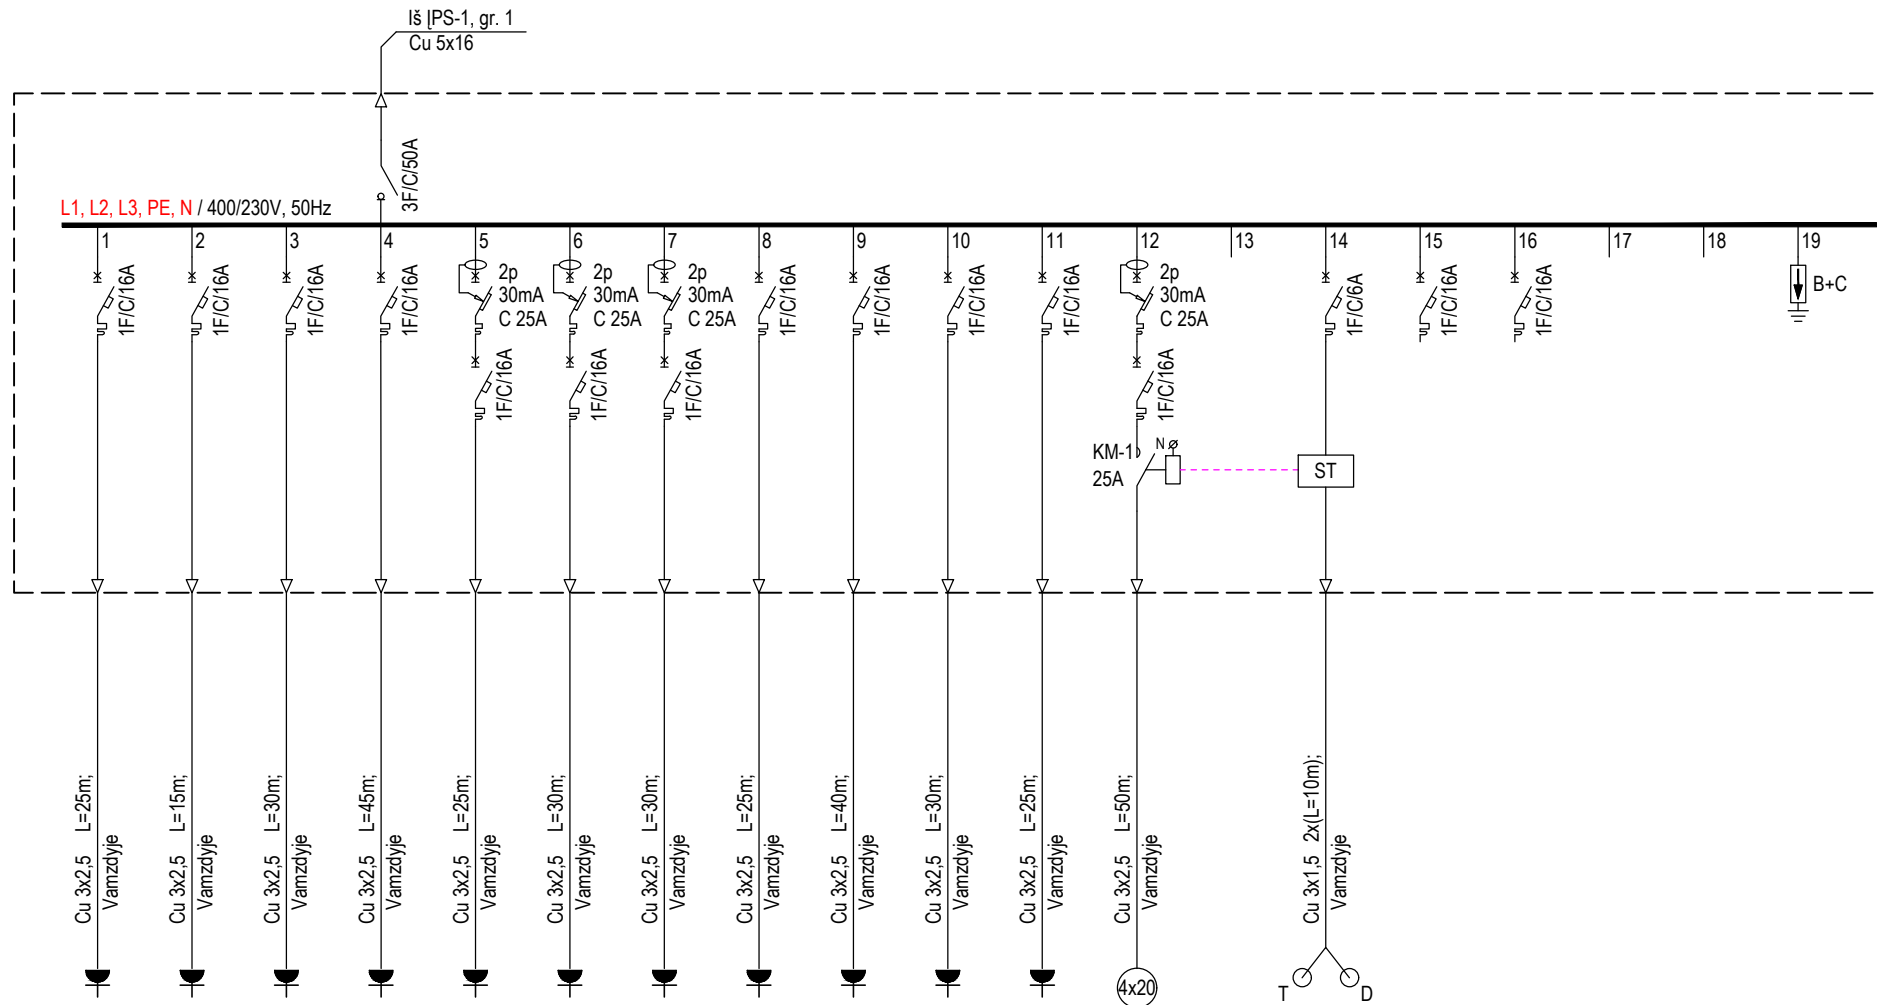 Iš ĮPS-1, gr. 1
Cu 5x16
3F/C/50A
L1, L2, L3, PE, N / 400/230V, 50Hz
1 2 3 4 5 6 7 8 9 10 11 12 13 14 15 16 17 18 19
1F/C/16A
1F/C/16A
1F/C/16A
1F/C/16A
2p
30mA
C 25A
1F/C/16A
2p
30mA
C 25A
1F/C/16A
2p
30mA
C 25A
1F/C/16A
1F/C/16A
1F/C/16A
1F/C/16A
1F/C/16A
2p
30mA
C 25A
1F/C/16A
KM-1
25A
N
1F/C/6A
ST
1F/C/16A
1F/C/16A
B+C
Cu 3x2,5 L=25m;
Vamzdyje
Cu 3x2,5 L=15m;
Vamzdyje
Cu 3x2,5 L=30m;
Vamzdyje
Cu 3x2,5 L=45m;
Vamzdyje
Cu 3x2,5 L=25m;
Vamzdyje
Cu 3x2,5 L=30m;
Vamzdyje
Cu 3x2,5 L=30m;
Vamzdyje
Cu 3x2,5 L=25m;
Vamzdyje
Cu 3x2,5 L=40m;
Vamzdyje
Cu 3x2,5 L=30m;
Vamzdyje
Cu 3x2,5 L=25m;
Vamzdyje
Cu 3x2,5 L=50m;
Vamzdyje
Cu 3x1,5 2x(L=10m);
Vamzdyje
4x20
T
D